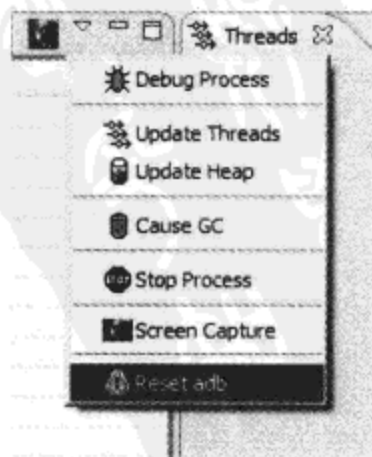 Threads
Debug Process
Update Threads
Update Heap
Cause GC
Stop Process
Screen Capture
Reset adb